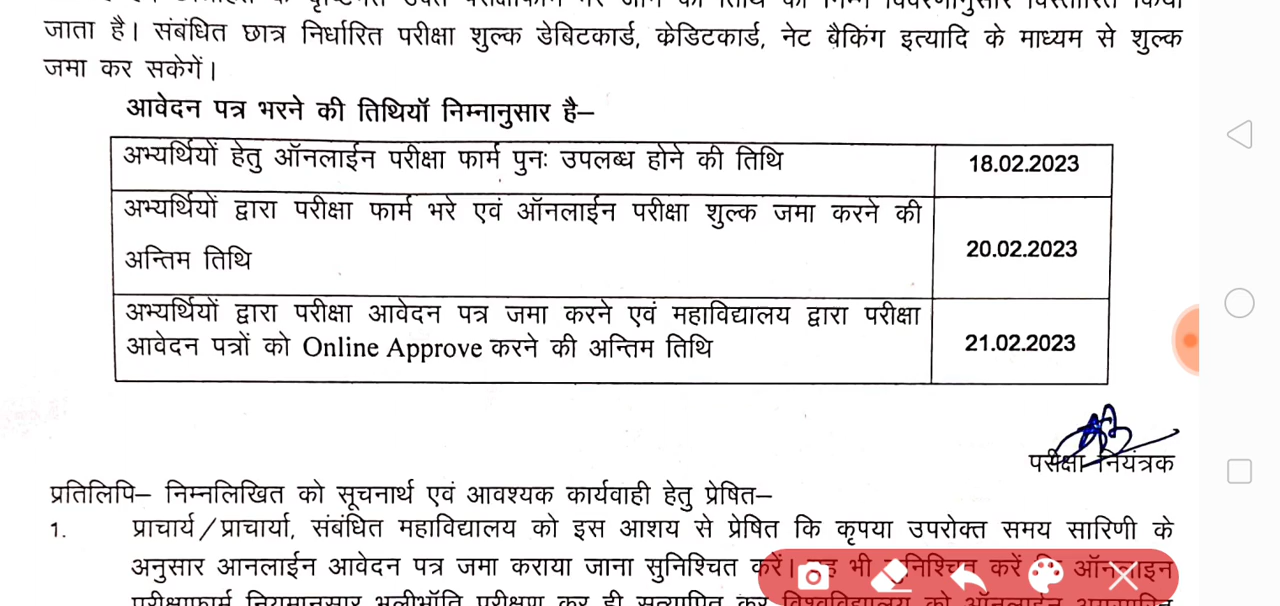 जाता है। संबंधित छात्र निर्धारित परीक्षा शुल्क डेबिटकार्ड, क्रेडिटकार्ड, नेट बैकिंग इत्यादि के माध्यम से शुल्क
जमा कर सकेगें।
आवेदन पत्र भरने की तिथियॉ निम्नानुसार है–
अभ्यर्थियों हेतु ऑनलाईन परीक्षा फार्म पुनः उपलब्ध होने की तिथि 18.02.2023
अभ्यर्थियों द्वारा परीक्षा फार्म भरे एवं ऑनलाईन परीक्षा शुल्क जमा करने की
अन्तिम तिथि 20.02.2023
अभ्यर्थियों द्वारा परीक्षा आवेदन पत्र जमा करने एवं महाविद्यालय द्वारा परीक्षा
आवेदन पत्रों को Online Approve करने की अन्तिम तिथि 21.02.2023
परीक्षा नियंत्रक
प्रतिलिपि– निम्नलिखित को सूचनार्थ एवं आवश्यक कार्यवाही हेतु प्रेषित–
1. प्राचार्य/प्राचार्या, संबंधित महाविद्यालय को इस आशय से प्रेषित कि कृपया उपरोक्त समय सारिणी के
अनुसार आनलाईन आवेदन पत्र जमा कराया जाना सुनिश्चित करें। भी सुनिश्चित करें ऑनलाइन